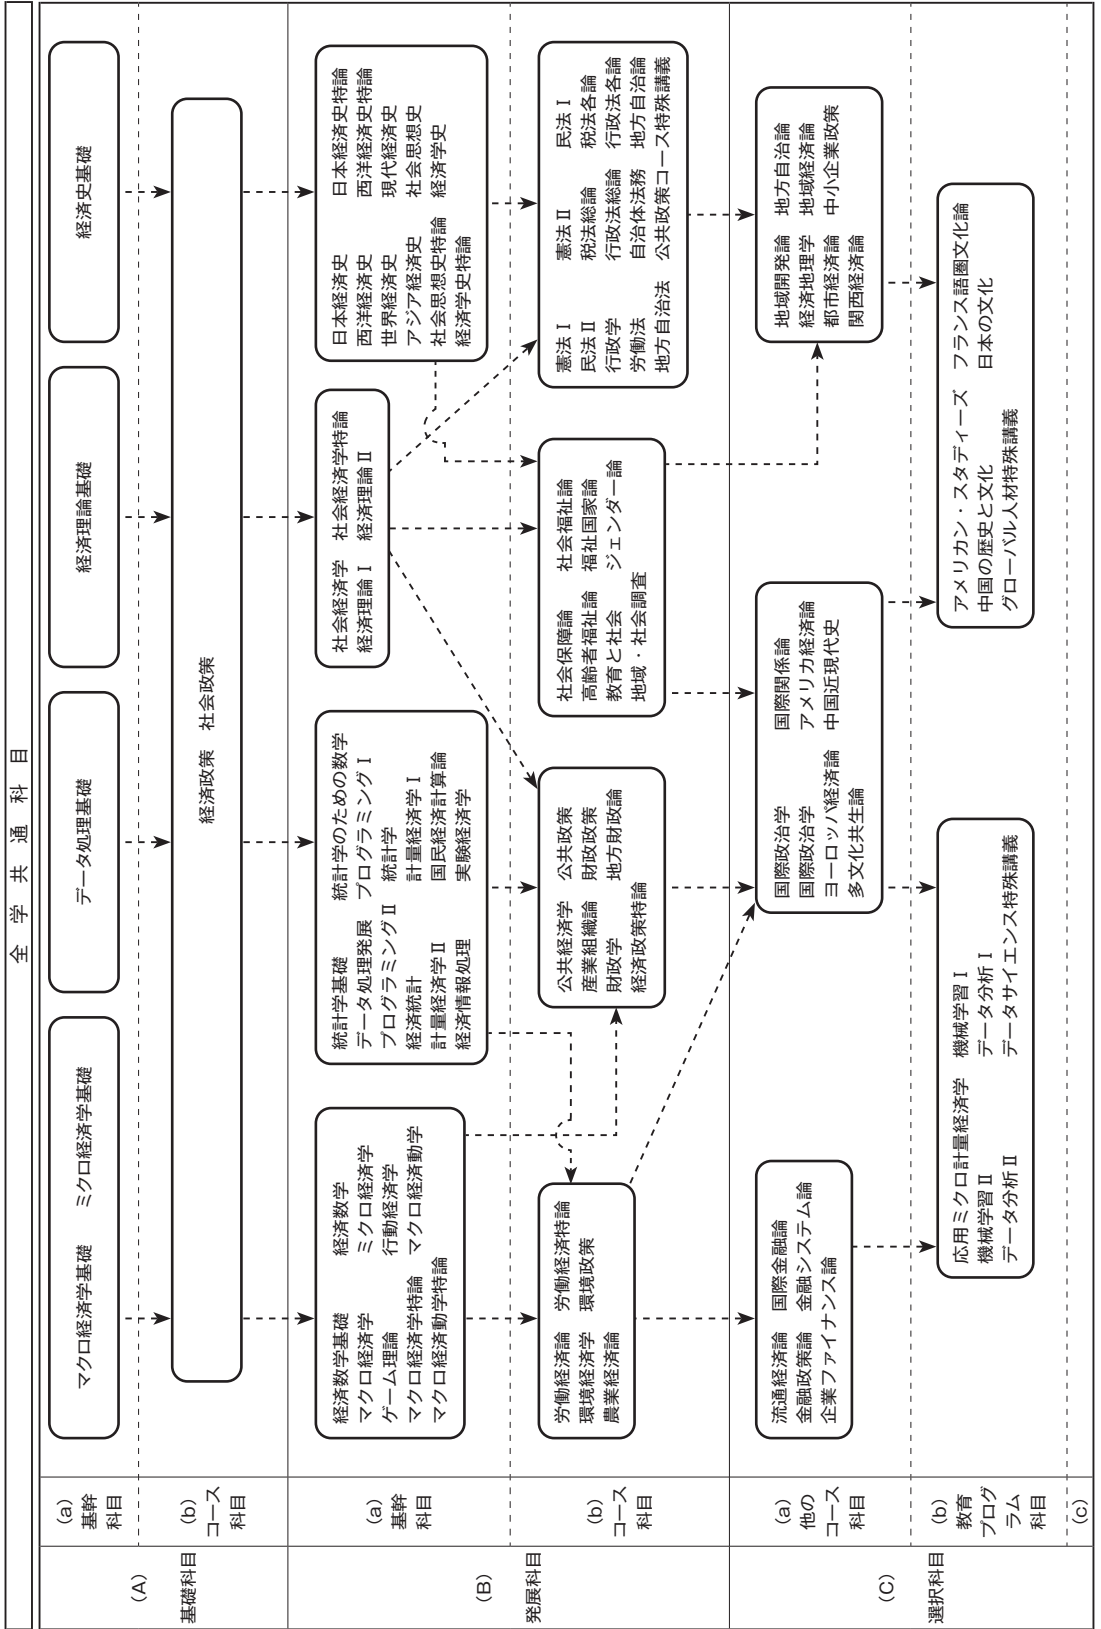 全学共通科目
(A)
基礎科目
(a)
基幹
科目
マクロ経済学基礎 ミクロ経済学基礎
データ処理基礎
経済理論基礎
経済史基礎
(b)
コース
科目
経済政策 社会政策
(B)
発展科目
(a)
基幹
科目
経済数学基礎 経済数学
マクロ経済学 ミクロ経済学
ゲーム理論 行動経済学
マクロ経済学特論 マクロ経済動学
マクロ経済動学特論
統計学基礎 統計学のための数学
データ処理発展 プログラミングⅠ
プログラミングⅡ 統計学
経済統計 計量経済学Ⅰ
計量経済学Ⅱ 国民経済計算論
経済情報処理 実験経済学
社会経済学 社会経済学特論
経済理論Ⅰ 経済理論Ⅱ
日本経済史 日本経済史特論
西洋経済史 西洋経済史特論
世界経済史 現代経済史
アジア経済史 社会思想史
社会思想史特論 経済学史
経済学史特論
(b)
コース
科目
労働経済論 労働経済特論
環境経済学 環境政策
農業経済論
公共経済学 公共政策
産業組織論 財政政策
財政学 地方財政論
経済政策特論
社会保障論 社会福祉論
高齢者福祉論 福祉国家論
教育と社会 ジェンダー論
地域・社会調査
憲法Ⅰ 憲法Ⅱ 民法Ⅰ
民法Ⅱ 税法総論 税法各論
行政学 行政法総論 行政法各論
労働法 自治体法務 地方自治論
地方自治法 公共政策コース特殊講義
(C)
選択科目
(a)
他の
コース
科目
流通経済論 国際金融論
金融政策論 金融システム論
企業ファイナンス論
国際政治学 国際関係論
国際政治学 アメリカ経済論
ヨーロッパ経済論 中国近現代史
多文化共生論
地域開発論 地方自治論
経済地理学 地域経済論
都市経済論 中小企業政策
関西経済論
(b)
教育
プログ
ラム
科目
応用ミクロ計量経済学 機械学習Ⅰ
機械学習Ⅱ データ分析Ⅰ
データ分析Ⅱ データサイエンス特殊講義
アメリカン・スタディーズ フランス語圏文化論
中国の歴史と文化 日本の文化
グローバル人材特殊講義
(c)